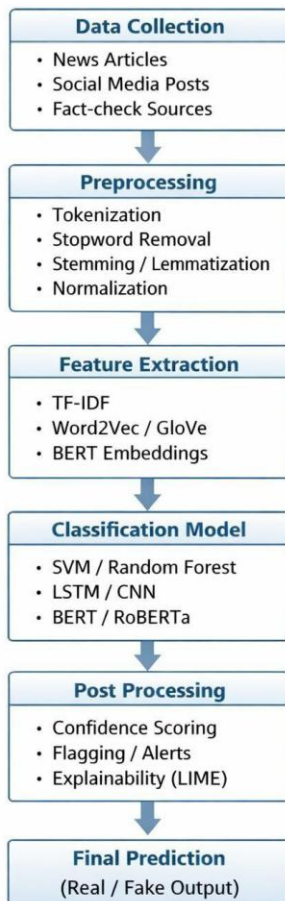 Data Collection
• News Articles
• Social Media Posts
• Fact-check Sources
Preprocessing
• Tokenization
• Stopword Removal
• Stemming / Lemmatization
• Normalization
Feature Extraction
• TF-IDF
• Word2Vec / GloVe
• BERT Embeddings
Classification Model
• SVM / Random Forest
• LSTM / CNN
• BERT / RoBERTa
Post Processing
• Confidence Scoring
• Flagging / Alerts
• Explainability (LIME)
Final Prediction
(Real / Fake Output)